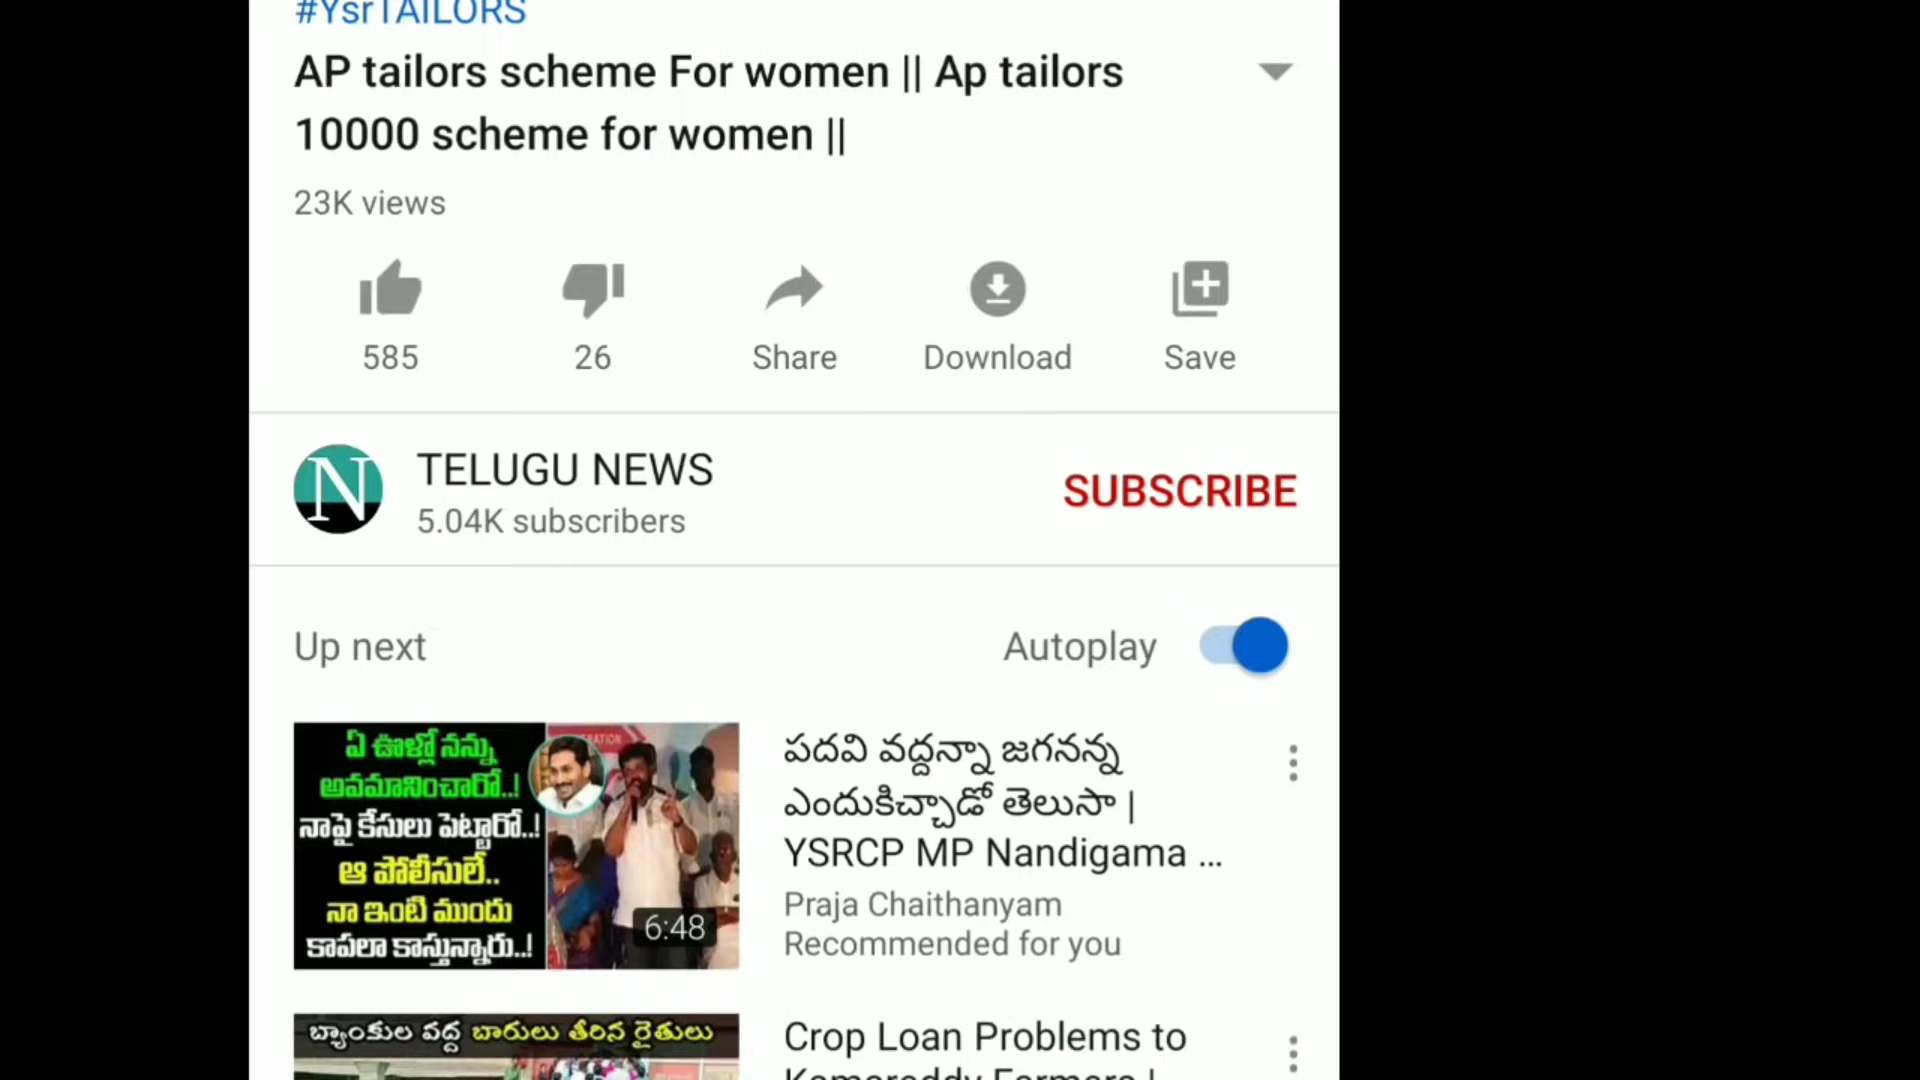 #YsrTAILORS
AP tailors scheme For women || Ap tailors
10000 scheme for women ||
23K views
585
26
Share
Download
Save
N
TELUGU NEWS
5.04K subscribers
SUBSCRIBE
Up next
Autoplay
ఏ ఊళ్లో నన్ను
అవమానించారో..!
నాపై కేసులు పెట్టారో..!
ఆ పోలీసులే..
నా ఇంటి ముందు
కాపలా కాస్తున్నారు..!
6:48
పదవి వద్దన్నా జగనన్న
ఎందుకిచ్చాడో తెలుసా |
YSRCP MP Nandigama ...
Praja Chaithanyam
Recommended for you
బ్యాంకుల వద్ద బారులు తీరిన రైతులు
Crop Loan Problems to
Kamareddy Farmers |